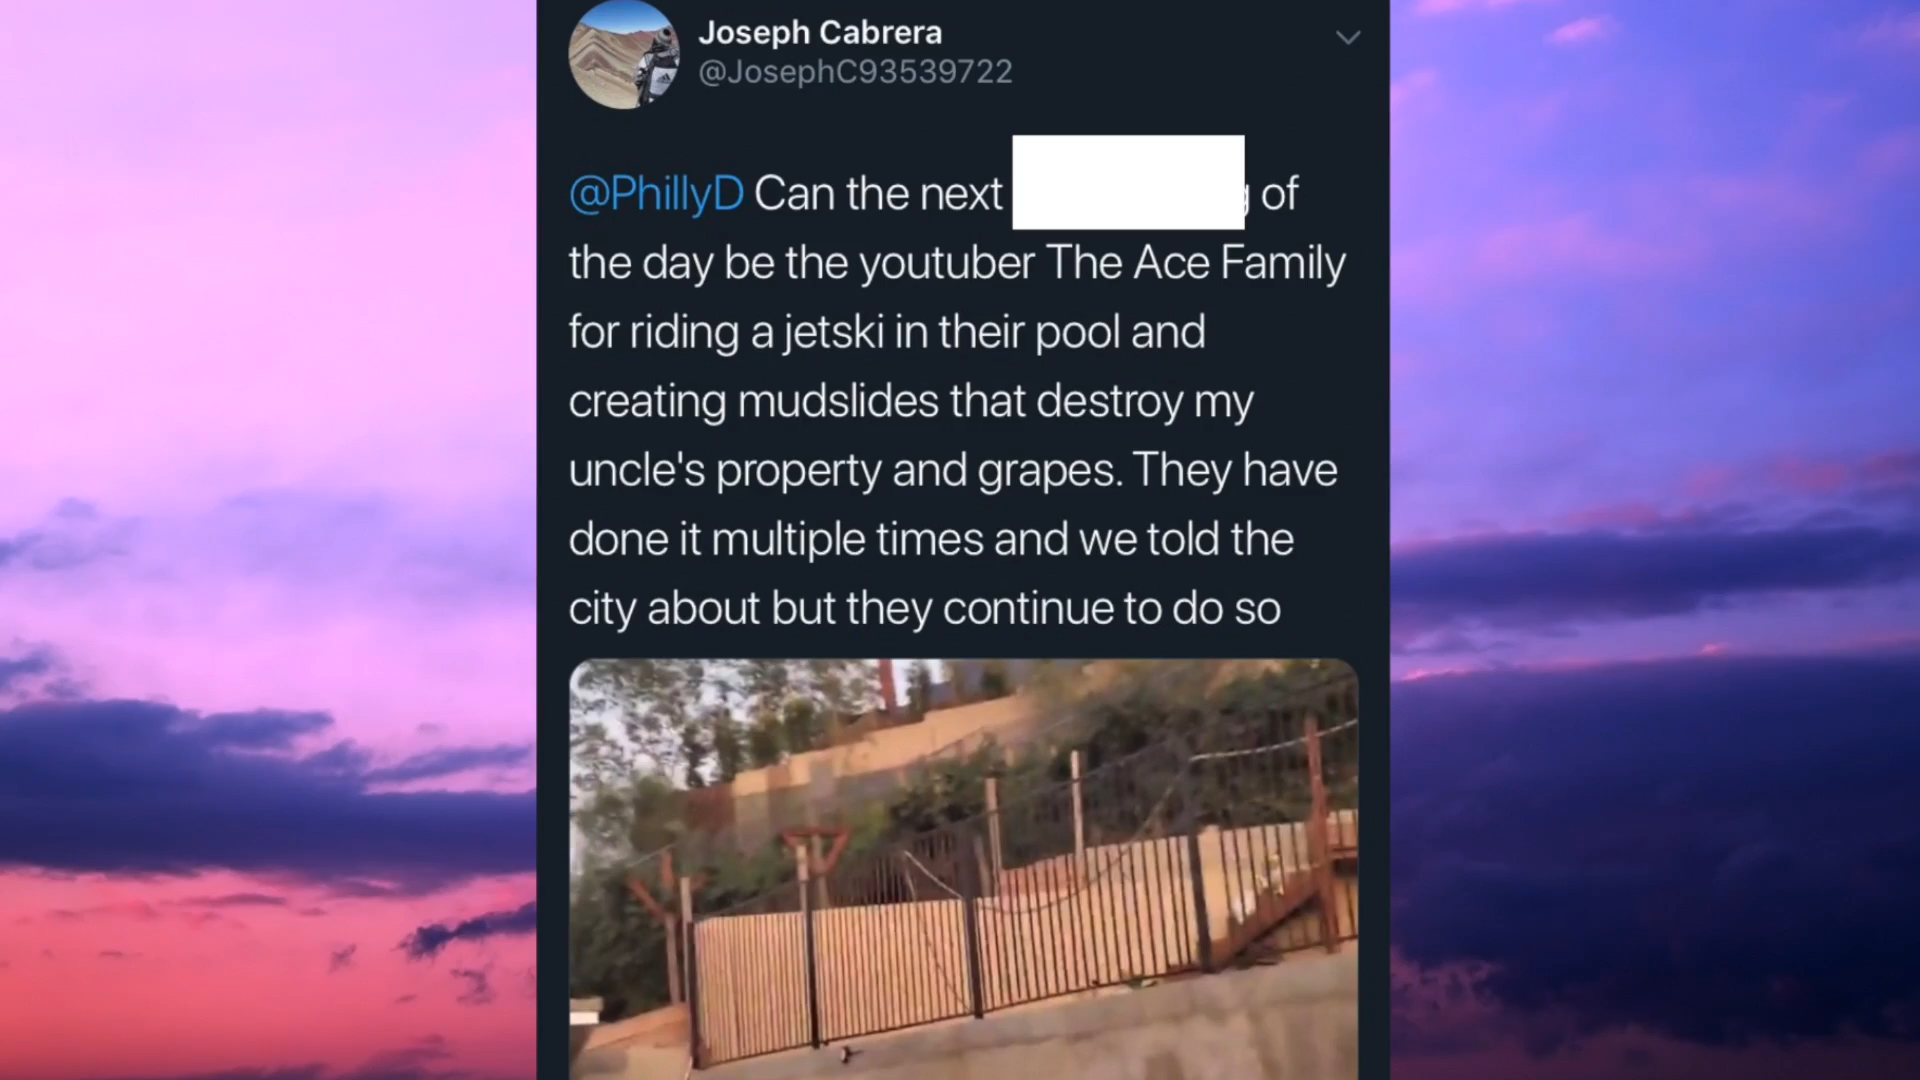 Joseph Cabrera
@JosephC93539722
@PhillyD Can the next of
the day be the youtuber The Ace Family
for riding a jetski in their pool and
creating mudslides that destroy my
uncle's property and grapes. They have
done it multiple times and we told the
city about but they continue to do so